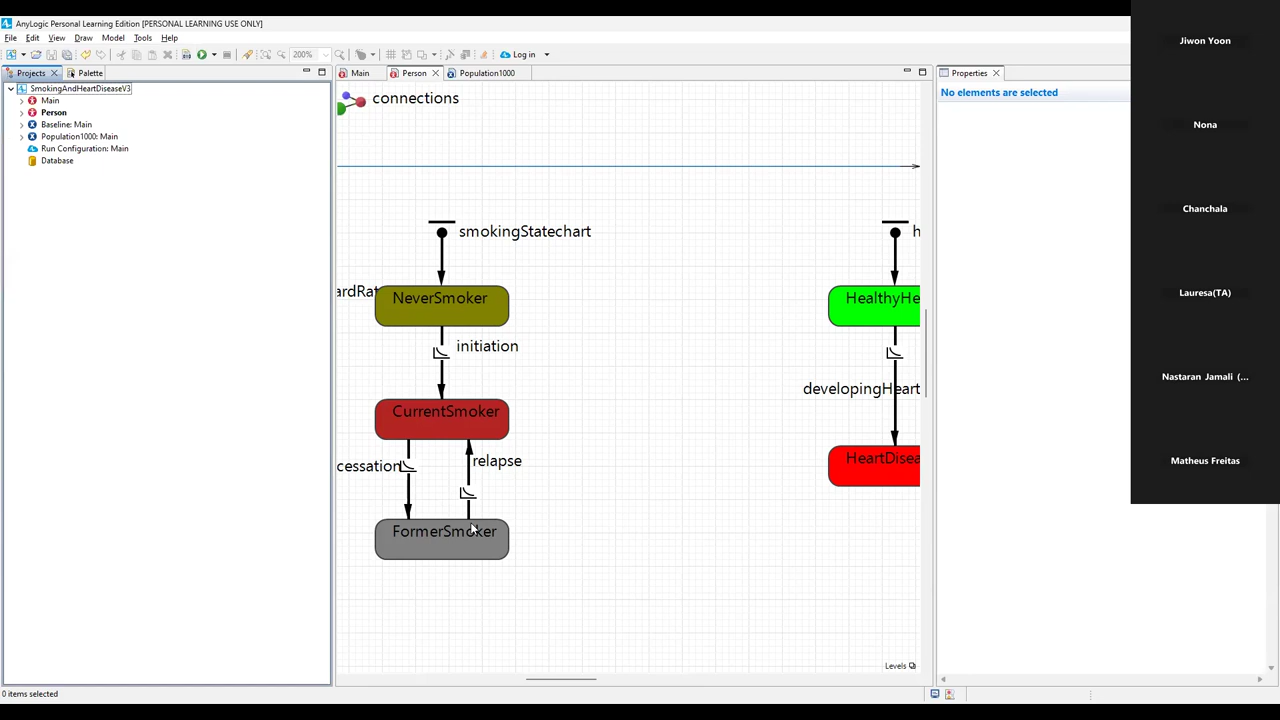 AnyLogic Personal Learning Edition [PERSONAL LEARNING USE ONLY]
File Edit View Draw Model Tools Help
200%
Log in
Projects
Palette
Main
Person
Population1000
Properties
SmokingAndHeartDiseaseV3
Main
Person
Baseline: Main
Population1000: Main
Run Configuration: Main
Database
No elements are selected
connections
smokingStatechart
h
ardRat
NeverSmoker
HealthyHe
initiation
developingHeart
CurrentSmoker
cessation
relapse
HeartDisea
FormerSmoker
Levels
0 items selected
Jiwon Yoon
Nona
Chanchala
Lauresa(TA)
Nastaran Jamali (...
Matheus Freitas